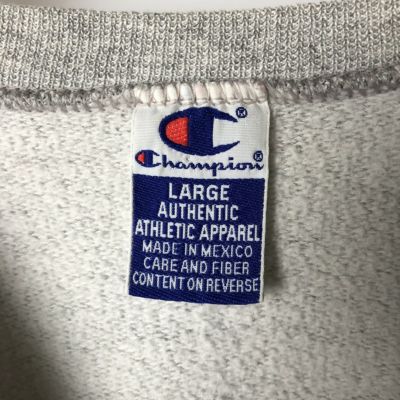 C®
Champion®
LARGE
AUTHENTIC
ATHLETIC APPAREL
MADE IN MEXICO
CARE AND FIBER
CONTENT ON REVERSE